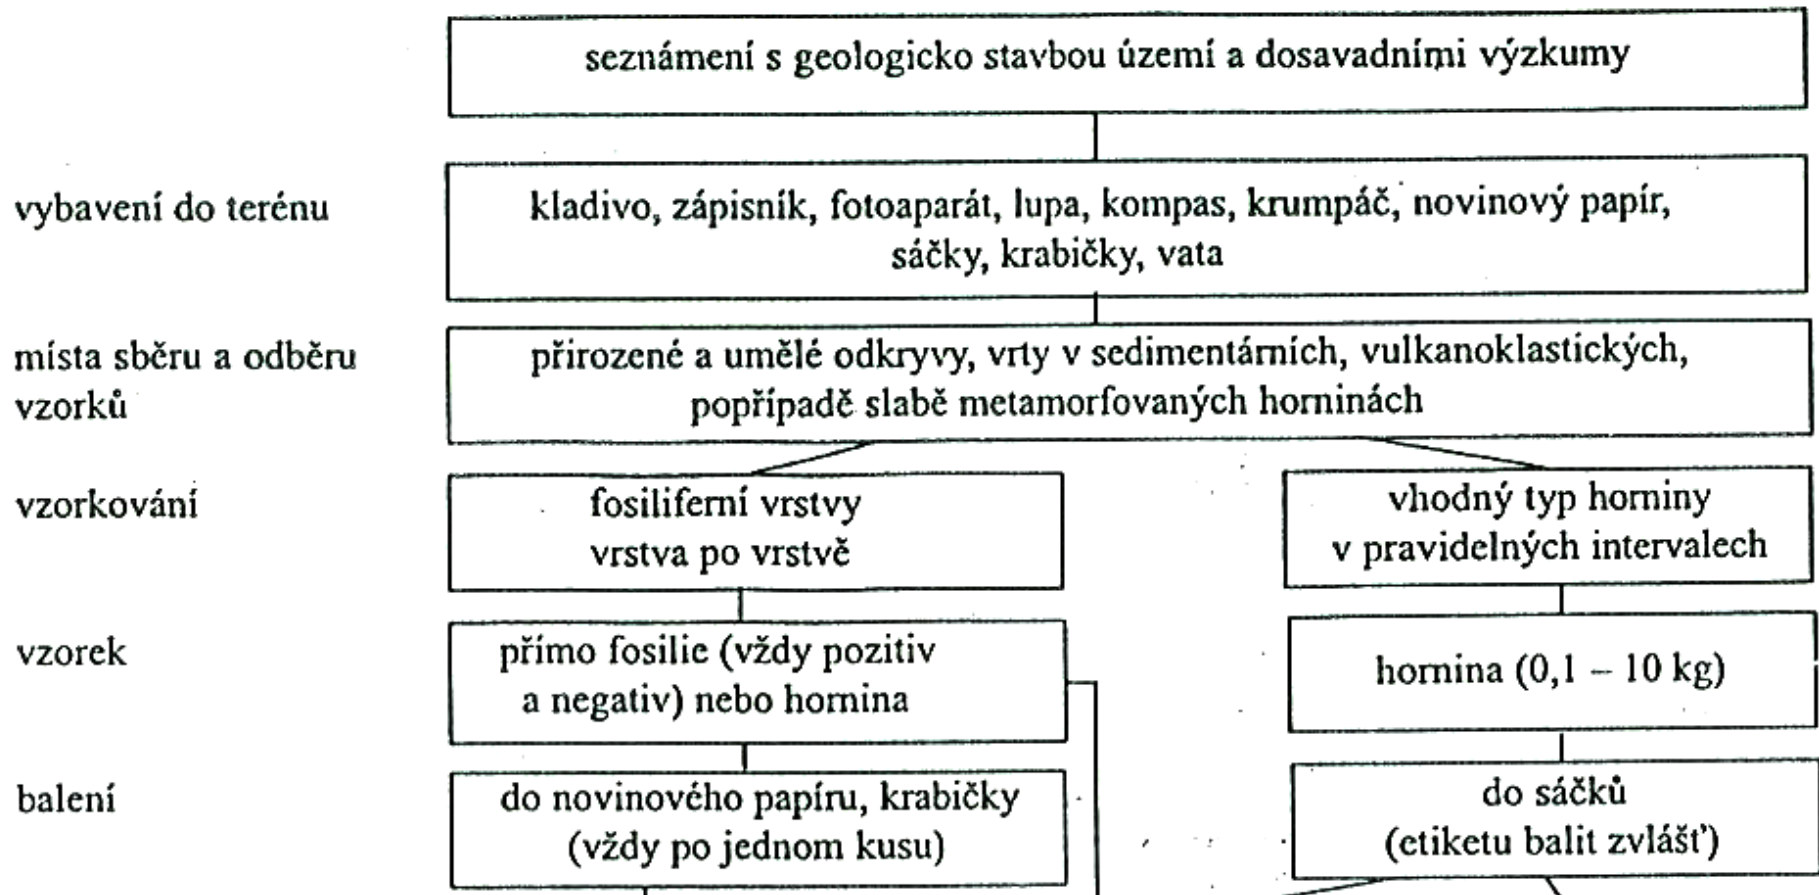 seznámení s geologicko stavbou území a dosavadními výzkumy
vybavení do terénu
kladivo, zápisník, fotoaparát, lupa, kompas, krumpáč, novinový papír,
sáčky, krabičky, vata
místa sběru a odběru
vzorků
přirozené a umělé odkryvy, vrty v sedimentárních, vulkanoklastických,
popřípadě slabě metamorfovaných horninách
vzorkování
fosiliferní vrstvy
vrstva po vrstvě
vhodný typ horniny
v pravidelných intervalech
vzorek
přímo fosilie (vždy pozitiv
a negativ) nebo hornina
hornina (0,1 – 10 kg)
balení
do novinového papíru, krabičky
(vždy po jednom kusu)
do sáčků
(etiketu balit zvlášť)